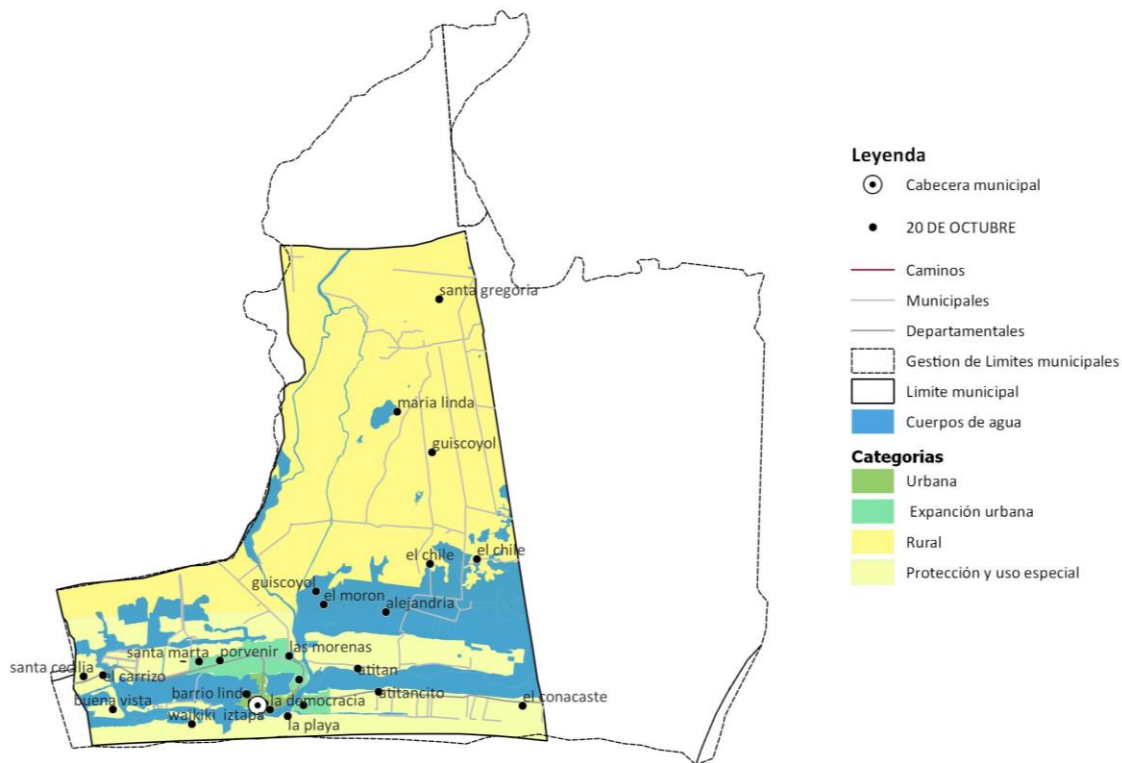 santa gregoria
maria linda
guiscoyol
el chile
el chile
guiscoyol
el moron
alejandria
santa marta
porvenir
las morenas
santa cecilia
el carrizo
atitan
buena vista
barrio lindo
la democracia
atitancito
el conacaste
waikiki
iztapa
la playa
Leyenda
Cabecera municipal
20 DE OCTUBRE
Caminos
Municipales
Departamentales
Gestion de Limites municipales
Limite municipal
Cuerpos de agua
Categorias
Urbana
Expanción urbana
Rural
Protección y uso especial